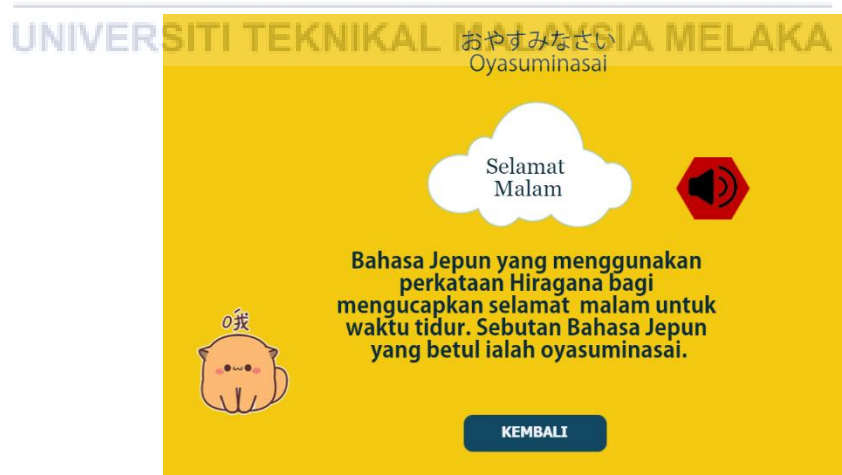 UNIVERSITI TEKNIKAL MALAYSIA MELAKA
おやすみなさい
Oyasuminasai
Selamat
Malam
Bahasa Jepun yang menggunakan
perkataan Hiragana bagi
mengucapkan selamat malam untuk
waktu tidur. Sebutan Bahasa Jepun
yang betul ialah oyasuminasai.
哦
KEMBALI